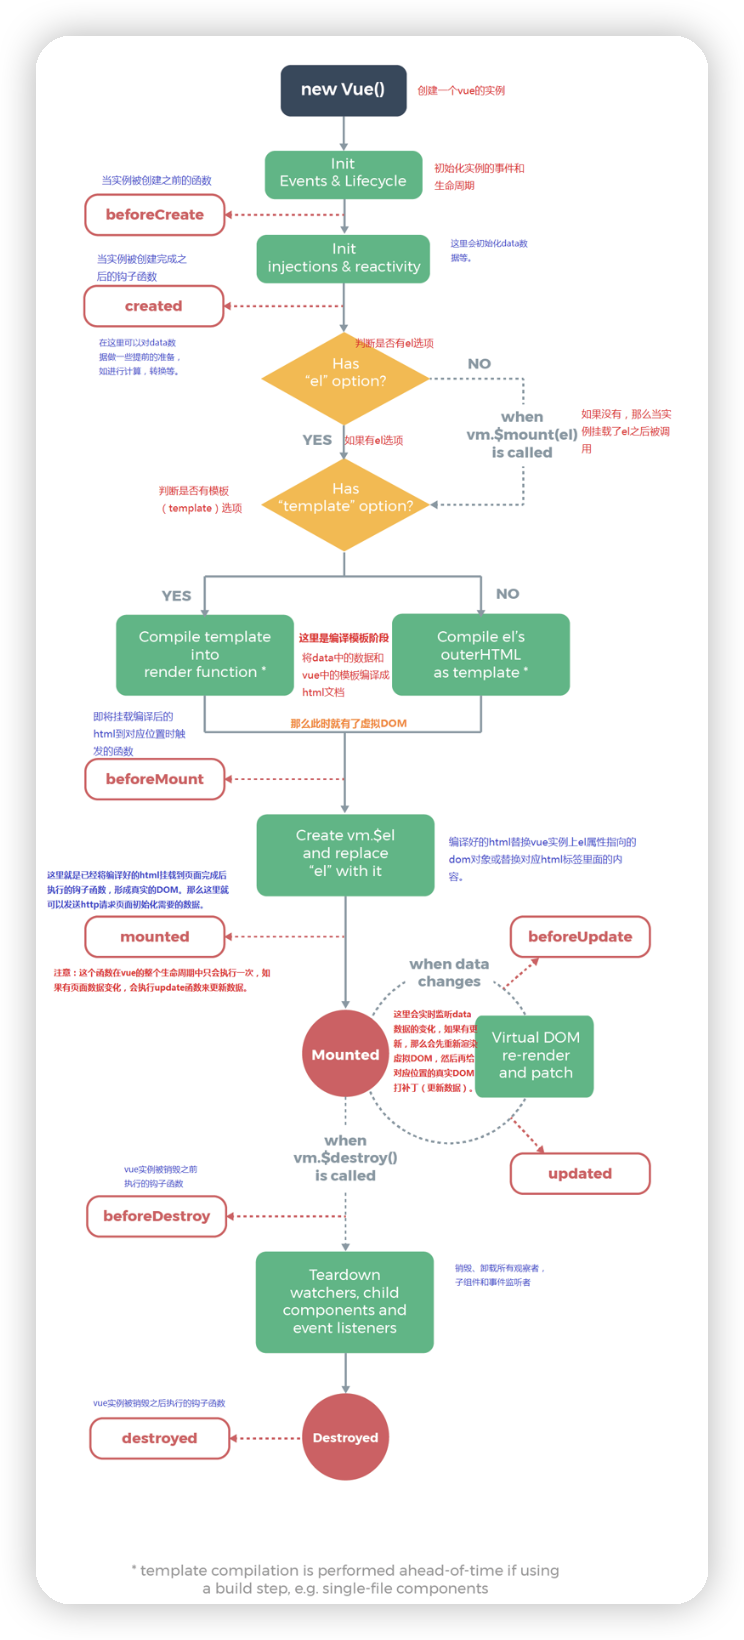 new Vue()
创建一个vue的实例
Init
Events & Lifecycle
初始化实例的事件和
生命周期
当实例被创建之前的函数
beforeCreate
Init
injections & reactivity
这里会初始化data数
据等。
当实例被创建完成之
后的钩子函数
created
在这里可以对data数
据做一些提前的准备，
如进行计算，转换等。
判断是否有el选项
Has
“el” option?
NO
when
vm.$mount(el)
is called
如果没有，那么当实
例挂载了el之后被调
用
YES
如果有el选项
Has
“template” option?
判断是否有模板
（template）选项
YES
NO
Compile template
into
render function *
这里是编译模板阶段
将data中的数据和
vue中的模板编译成
html文档
Compile el’s
outerHTML
as template *
那么此时就有了虚拟DOM
即将挂载编译后的
html到对应位置时触
发的函数
beforeMount
Create vm.$el
and replace
“el” with it
编译好的html替换vue实例上el属性指向的
dom对象或替换对应html标签里面的内
容。
这里就是已经将编译好的html挂载到页面完成后
执行的钩子函数，形成真实的DOM。那么这里就
可以发送http请求页面初始化需要的数据。
mounted
注意：这个函数在vue的整个生命周期中只会执行一次，如
果有页面数据变化，会执行update函数来更新数据。
beforeUpdate
when data
changes
Mounted
这里会实时监听data
数据的变化，如果有更
新，那么会先重新渲染
虚拟DOM，然后再给
对应位置的真实DOM
打补丁（更新数据）。
Virtual DOM
re-render
and patch
updated
when
vm.$destroy()
is called
vue实例被销毁之前
执行的钩子函数
beforeDestroy
Teardown
watchers, child
components and
event listeners
销毁、卸载所有观察者，
子组件和事件监听者
vue实例被销毁之后执行的钩子函数
destroyed
Destroyed
* template compilation is performed ahead-of-time if using
a build step, e.g. single-file components